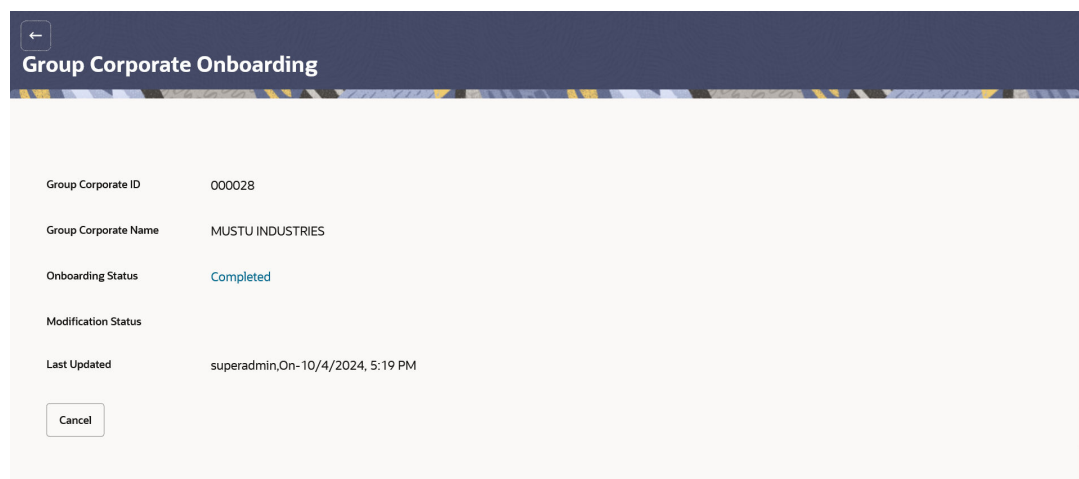 Group Corporate Onboarding
Group Corporate ID 000028
Group Corporate Name MUSTU INDUSTRIES
Onboarding Status Completed
Modification Status
Last Updated superadmin,On-10/4/2024, 5:19 PM
Cancel